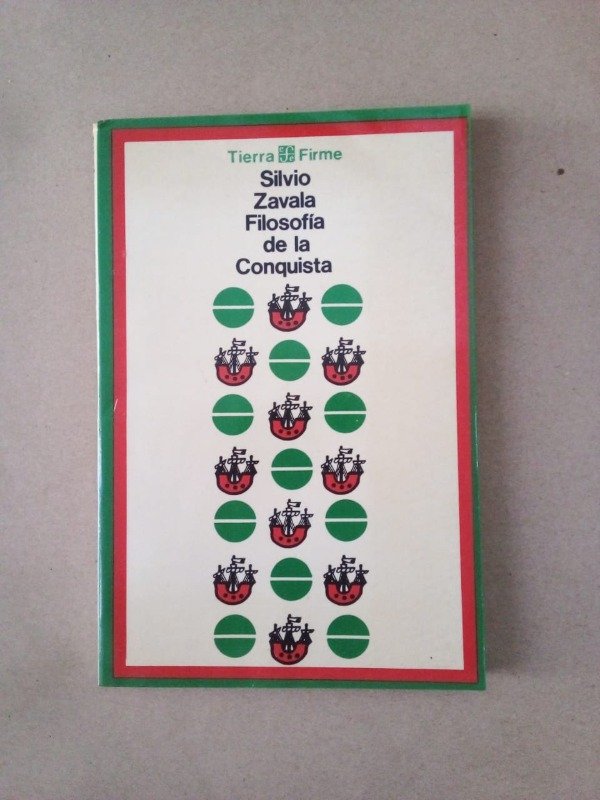 Tierra Firme
Silvio
Zavala
Filosofía
de la
Conquista